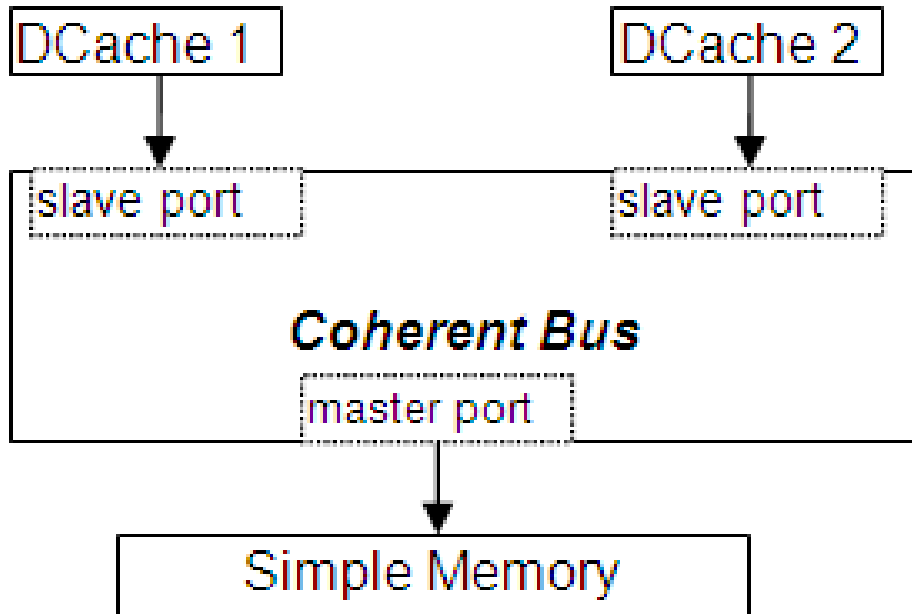 DCache 1
DCache 2
slave port
slave port
Coherent Bus
master port
Simple Memory